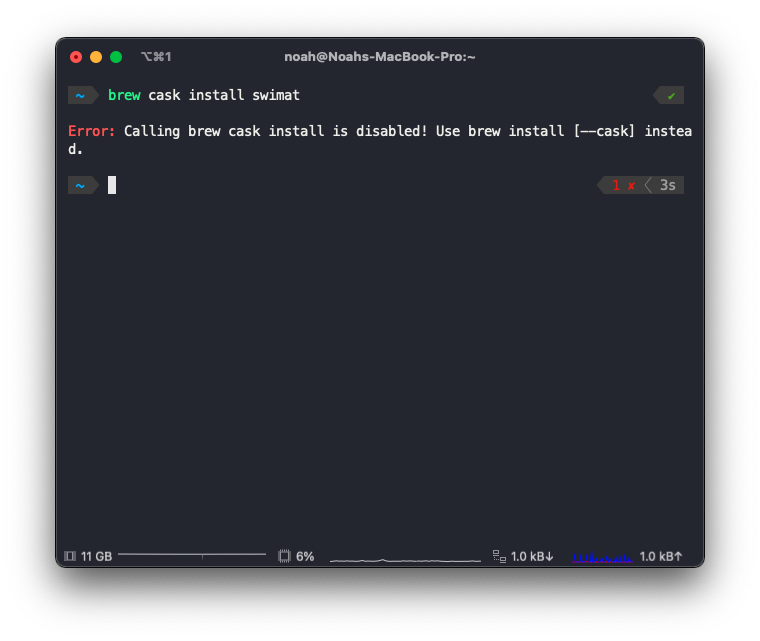 ⌥⌘1 noah@Noahs-MacBook-Pro:~
~ brew cask install swimat ✔
Error: Calling brew cask install is disabled! Use brew install [--cask] instea
d.
~ 1 ✘ 3s
11 GB 6% 1.0 kB↓ 1.0 kB↑